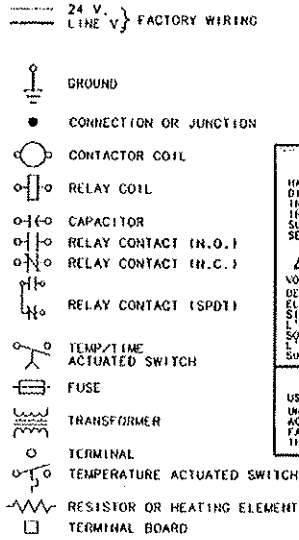 24 V.
LINE V } FACTORY WIRING
GROUND
CONNECTION OR JUNCTION
CONTACTOR COIL
RELAY COIL
CAPACITOR
RELAY CONTACT (N.O.)
RELAY CONTACT (N.C.)
RELAY CONTACT (SPDT)
TEMP/TIME
ACTUATED SWITCH
FUSE
TRANSFORMER
TERMINAL
TEMPERATURE ACTUATED SWITCH
RESISTOR OR HEATING ELEMENT
TERMINAL BOARD